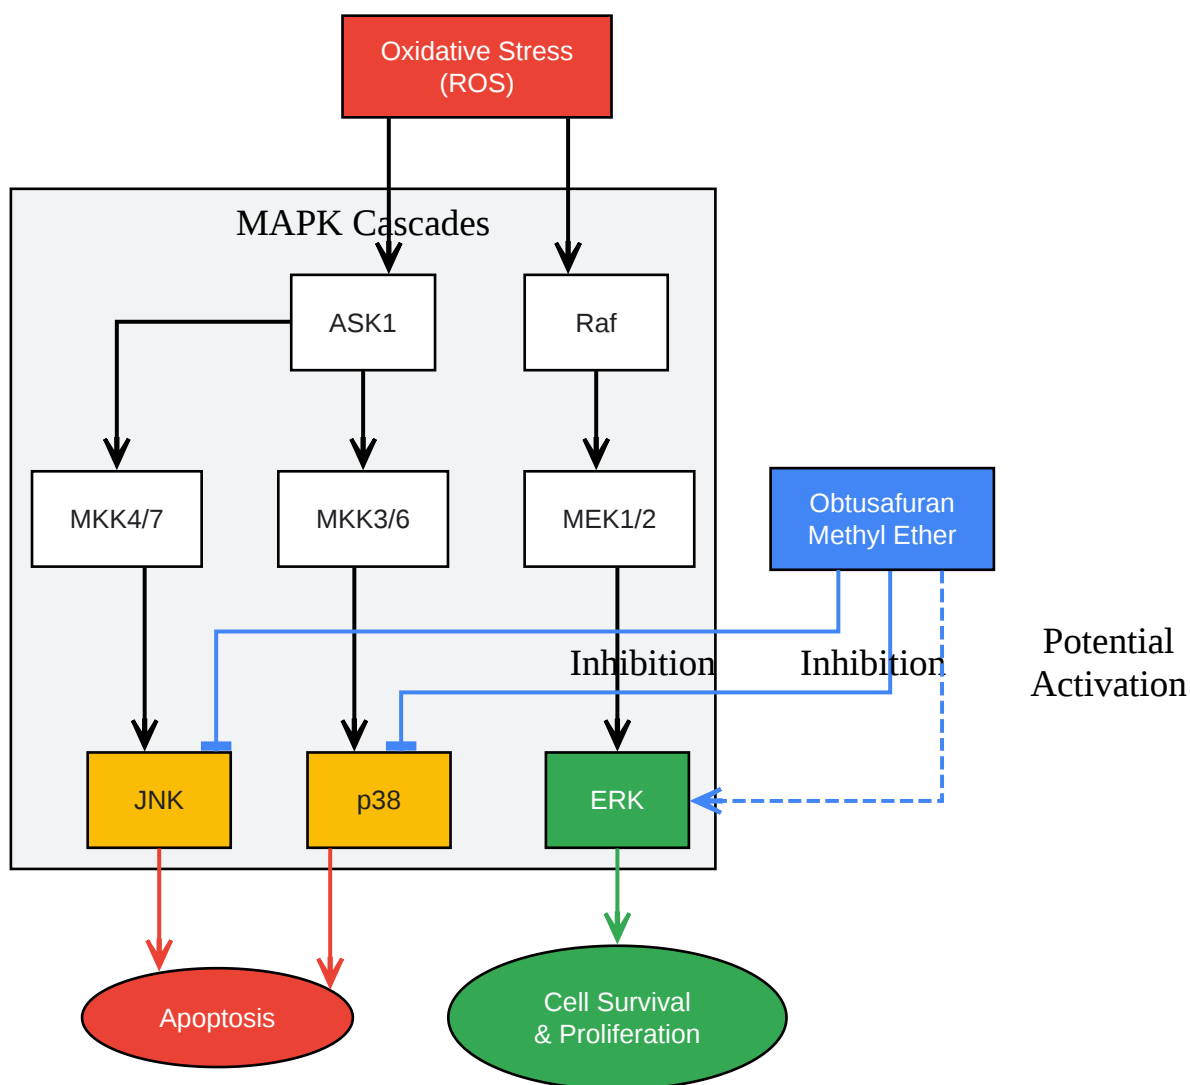 Oxidative Stress
(ROS)
MAPK Cascades
ASK1
Raf
MKK4/7
MKK3/6
MEK1/2
Obtusafuran
Methyl Ether
Inhibition
Inhibition
Potential
Activation
JNK
p38
ERK
Apoptosis
Cell Survival
& Proliferation